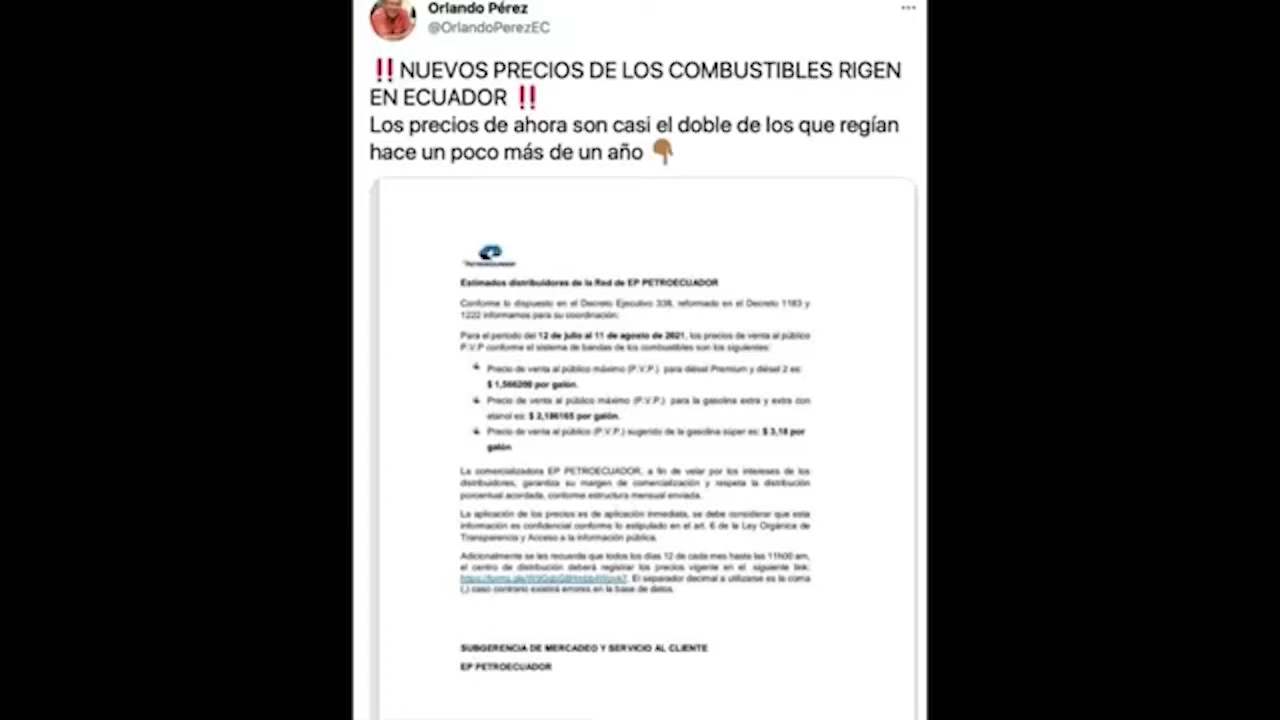 Orlando Pérez
@OrlandoPerezEC
‼️NUEVOS PRECIOS DE LOS COMBUSTIBLES RIGEN
EN ECUADOR ‼️
Los precios de ahora son casi el doble de los que regían
hace un poco más de un año 👇🏾
PETROECUADOR
Estimados distribuidores de la Red de EP PETROECUADOR
Conforme lo dispuesto en el Decreto Ejecutivo 338, reformado en el Decreto 1183 y
1222 informamos para su coordinación:
Para el periodo del 12 de julio al 11 de agosto de 2021, los precios de venta al público
P.V.P conforme el sistema de bandas de los combustibles son los siguientes:
Precio de venta al público máximo (P.V.P.) para diésel Premium y diésel 2 es:
$ 1,566200 por galón.
Precio de venta al público máximo (P.V.P.) para la gasolina extra y extra con
etanol es: $ 2,186165 por galón.
Precio de venta al público (P.V.P.) sugerido de la gasolina súper es: $ 3,18 por
galón
La comercializadora EP PETROECUADOR, a fin de velar por los intereses de los
distribuidores, garantiza su margen de comercialización y respeta la distribución
porcentual acordada, conforme estructura mensual enviada.
La aplicación de los precios es de aplicación inmediata, se debe considerar que esta
información es confidencial conforme lo estipulado en el art. 6 de la Ley Orgánica de
Transparencia y Acceso a la información pública.
Adicionalmente se les recuerda que todos los días 12 de cada mes hasta las 11h00 am,
el centro de distribución deberá registrar los precios vigente en el siguiente link:
El separador decimal a utilizarse es la coma
(,) caso contrario existirá errores en la base de datos.
SUBGERENCIA DE MERCADEO Y SERVICIO AL CLIENTE
EP PETROECUADOR